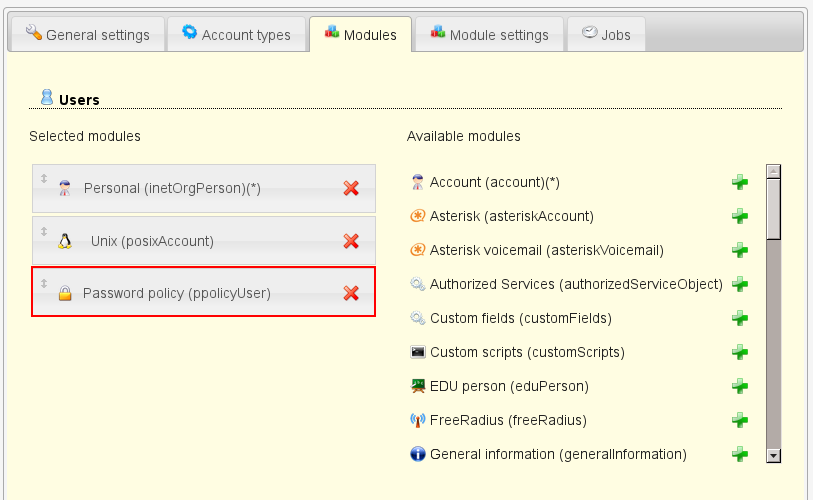 General settings
Account types
Modules
Module settings
Jobs
Users
Selected modules
Available modules
Personal (inetOrgPerson)(*)
Unix (posixAccount)
Password policy (ppolicyUser)
Account (account)(*)
Asterisk (asteriskAccount)
Asterisk voicemail (asteriskVoicemail)
Authorized Services (authorizedServiceObject)
Custom fields (customFields)
Custom scripts (customScripts)
EDU person (eduPerson)
FreeRadius (freeRadius)
General information (generalInformation)